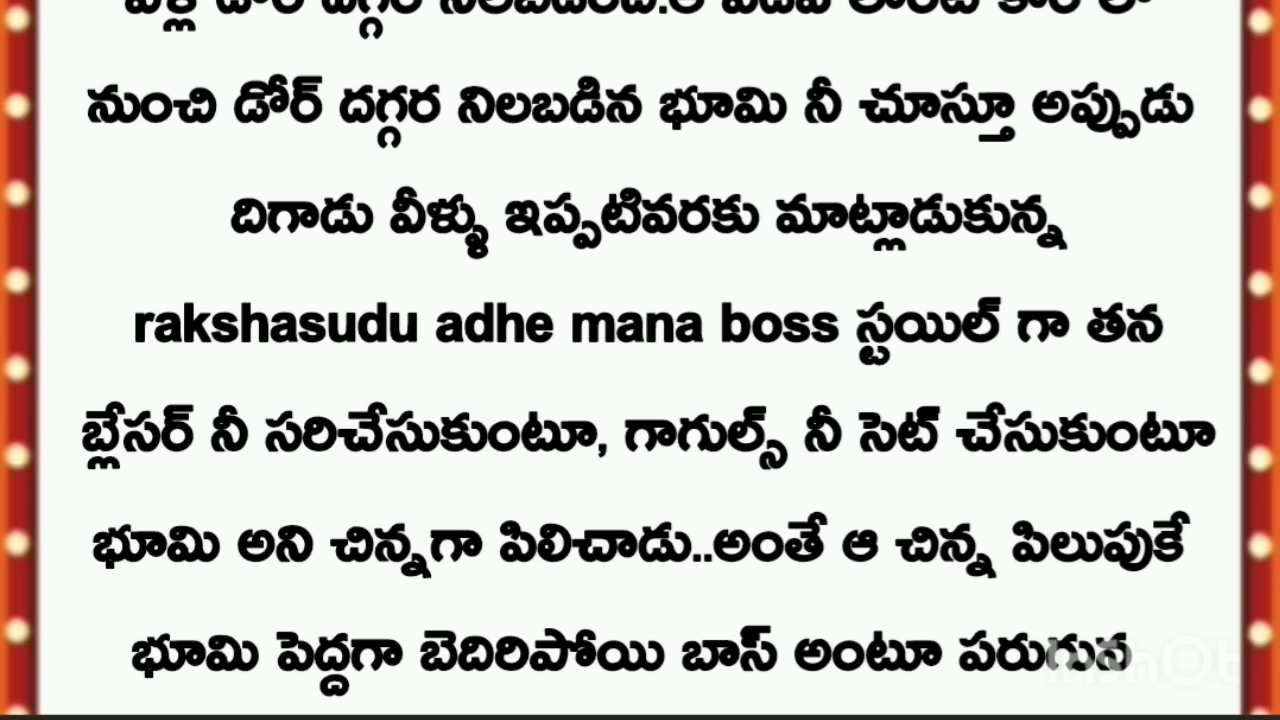 నుంచి డోర్ దగ్గర నిలబడిన భూమి నీ చూస్తూ అప్పుడు
దిగాడు వీళ్ళు ఇప్పటివరకు మాట్లాడుకున్న
rakshasudu adhe mana boss స్టయిల్ గా తన
బ్లేసర్ నీ సరిచేసుకుంటూ, గాగుల్స్ నీ సెట్ చేసుకుంటూ
భూమి అని చిన్నగా పిలిచాడు..అంతే ఆ చిన్న పిలుపుకే
భూమి పెద్దగా బెదిరిపోయి బాస్ అంటూ పరుగున